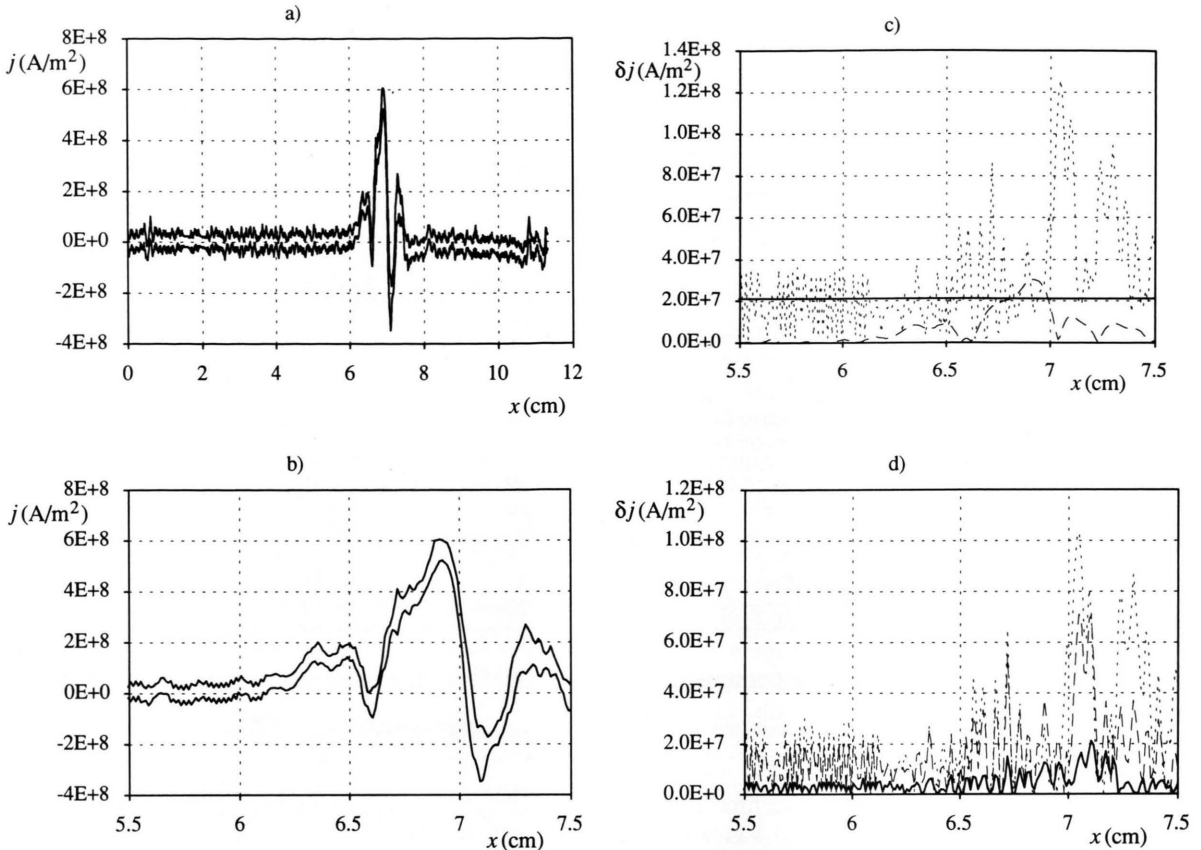 a)
8E+8
j (A/m²)
6E+8
4E+8
2E+8
0E+0
-2E+8
-4E+8
0 2 4 6 8 10 12
x (cm)
c)
1.4E+8
δj (A/m²)
1.2E+8
1.0E+8
8.0E+7
6.0E+7
4.0E+7
2.0E+7
0.0E+0
5.5 6 6.5 7 7.5
x (cm)
b)
8E+8
j (A/m²)
6E+8
4E+8
2E+8
0E+0
-2E+8
-4E+8
5.5 6 6.5 7 7.5
x (cm)
d)
1.2E+8
δj (A/m²)
1.0E+8
8.0E+7
6.0E+7
4.0E+7
2.0E+7
0.0E+0
5.5 6 6.5 7 7.5
x (cm)